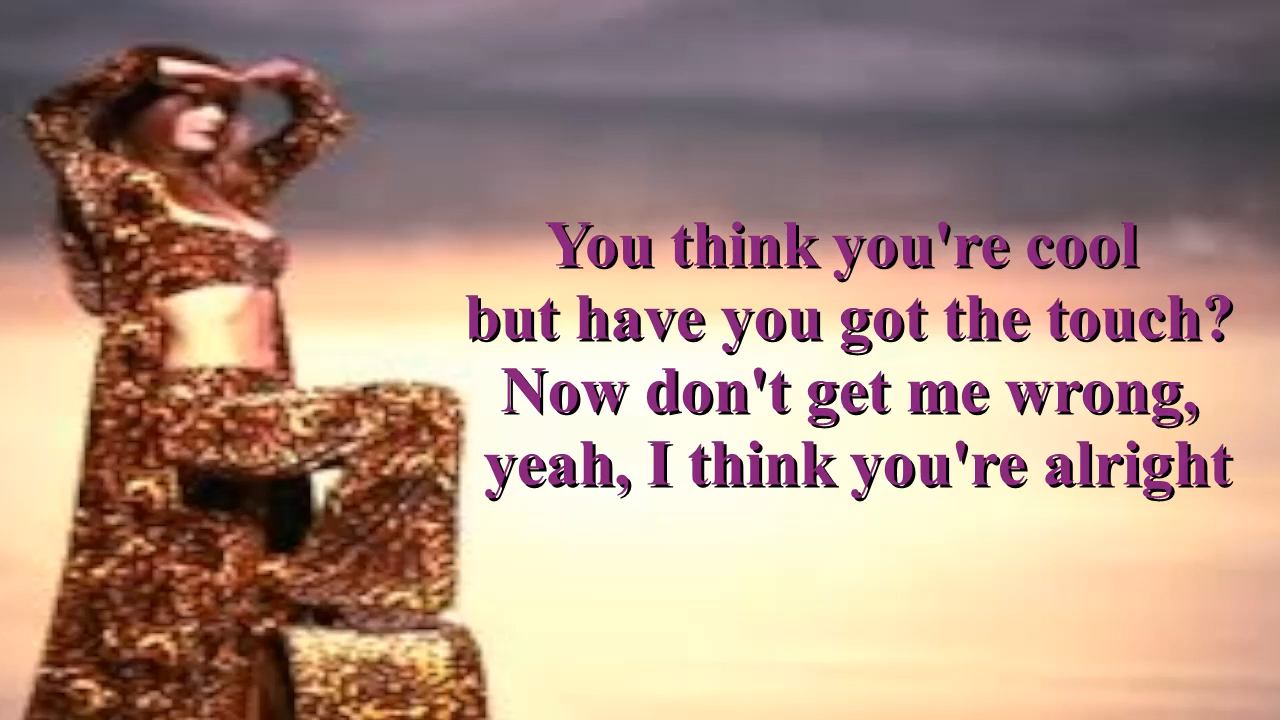 You think you're cool
but have you got the touch?
Now don't get me wrong,
yeah, I think you're alright